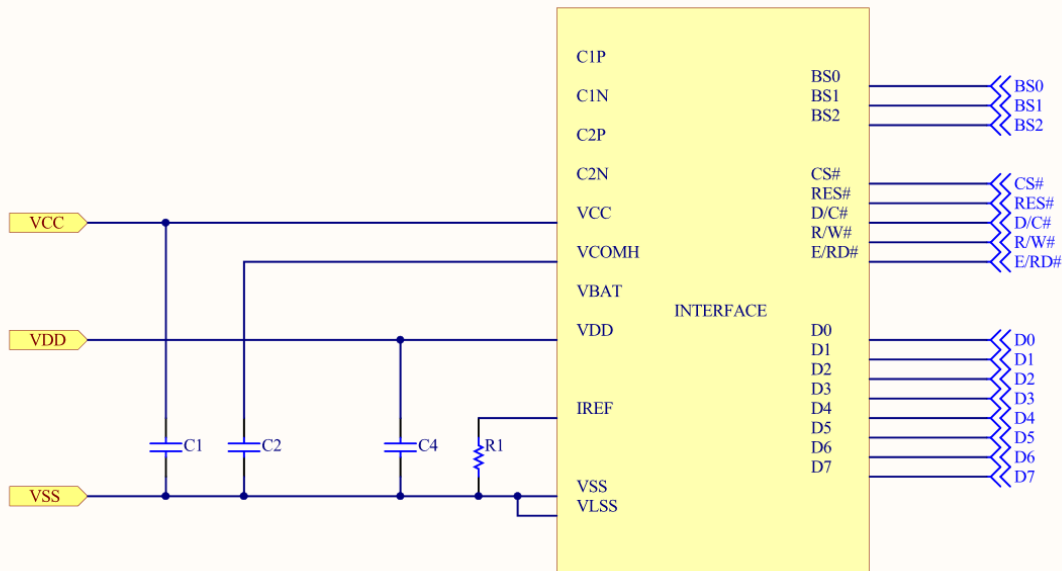 C1P
BS0
BS0
C1N
BS1
BS1
BS2
BS2
C2P
C2N
CS#
CS#
RES#
RES#
VCC
VCC
D/C#
D/C#
R/W#
R/W#
VCOMH
E/RD#
E/RD#
VBAT
INTERFACE
VDD
VDD
D0
D0
D1
D1
D2
D2
D3
D3
IREF
D4
D4
C1
C2
C4
R1
D5
D5
D6
D6
D7
D7
VSS
VSS
VLSS